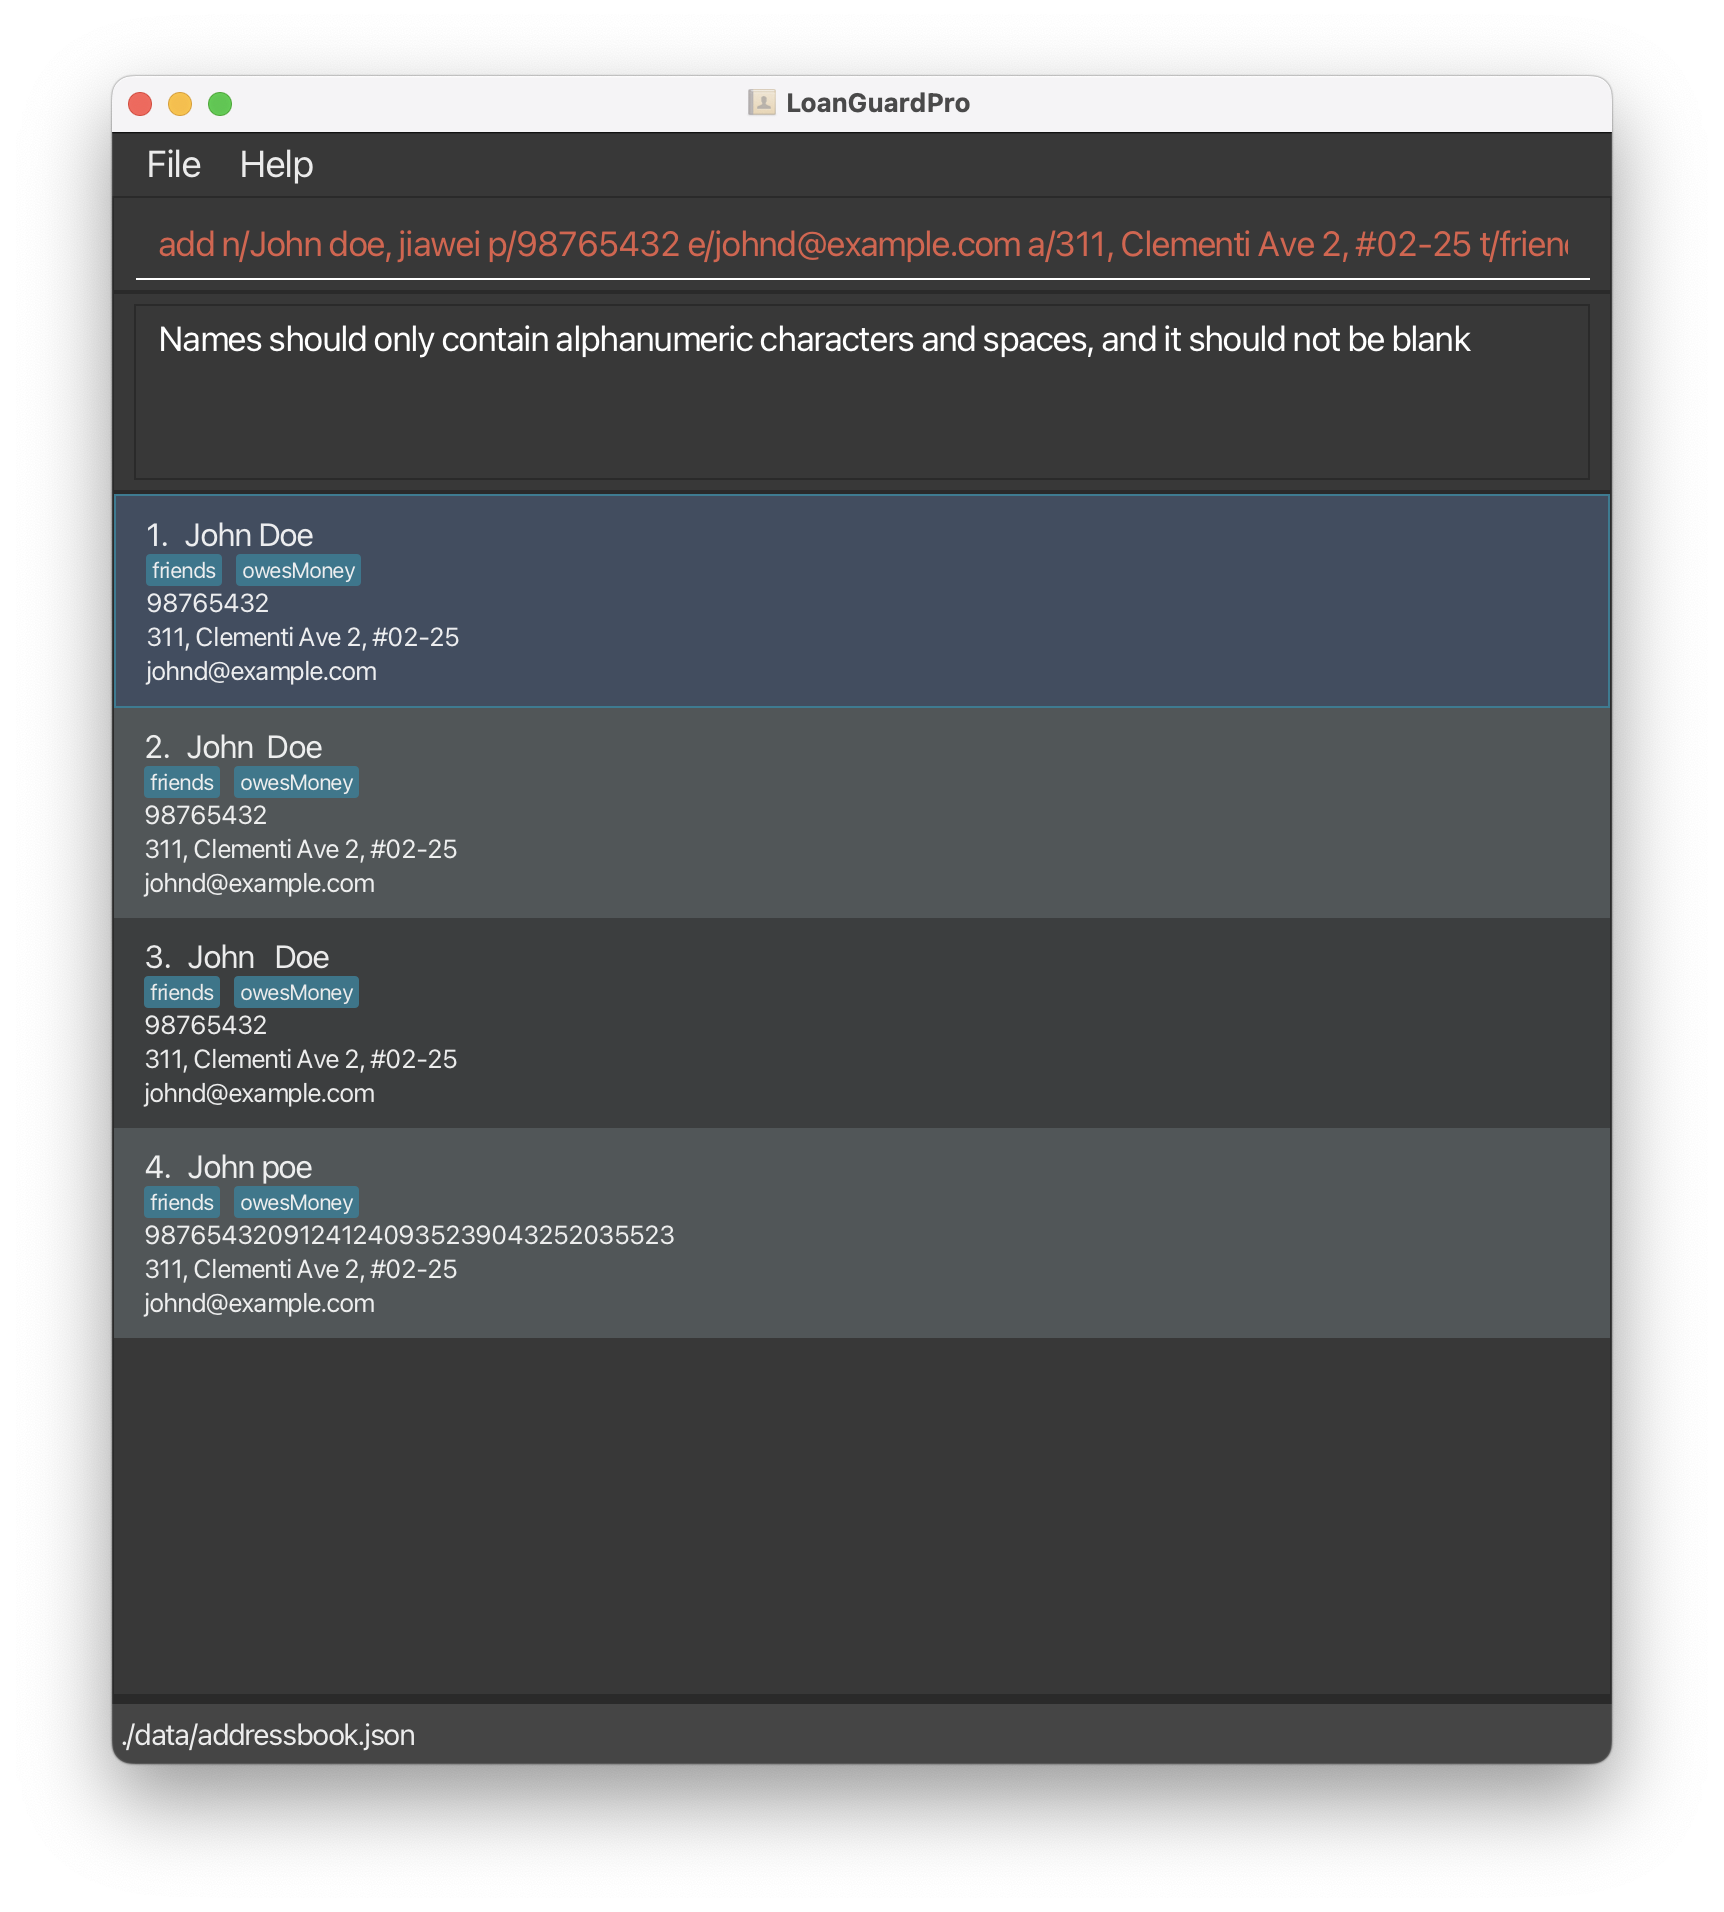 LoanGuardPro
File Help
add n/John doe, jiawei p/98765432 e/johnd@example.com a/311, Clementi Ave 2, #02-25 t/frien
Names should only contain alphanumeric characters and spaces, and it should not be blank
1. John Doe
friends owesMoney
98765432
311, Clementi Ave 2, #02-25
johnd@example.com
2. John  Doe
friends owesMoney
98765432
311, Clementi Ave 2, #02-25
johnd@example.com
3. John   Doe
friends owesMoney
98765432
311, Clementi Ave 2, #02-25
johnd@example.com
4. John poe
friends owesMoney
98765432091241240935239043252035523
311, Clementi Ave 2, #02-25
johnd@example.com
./data/addressbook.json